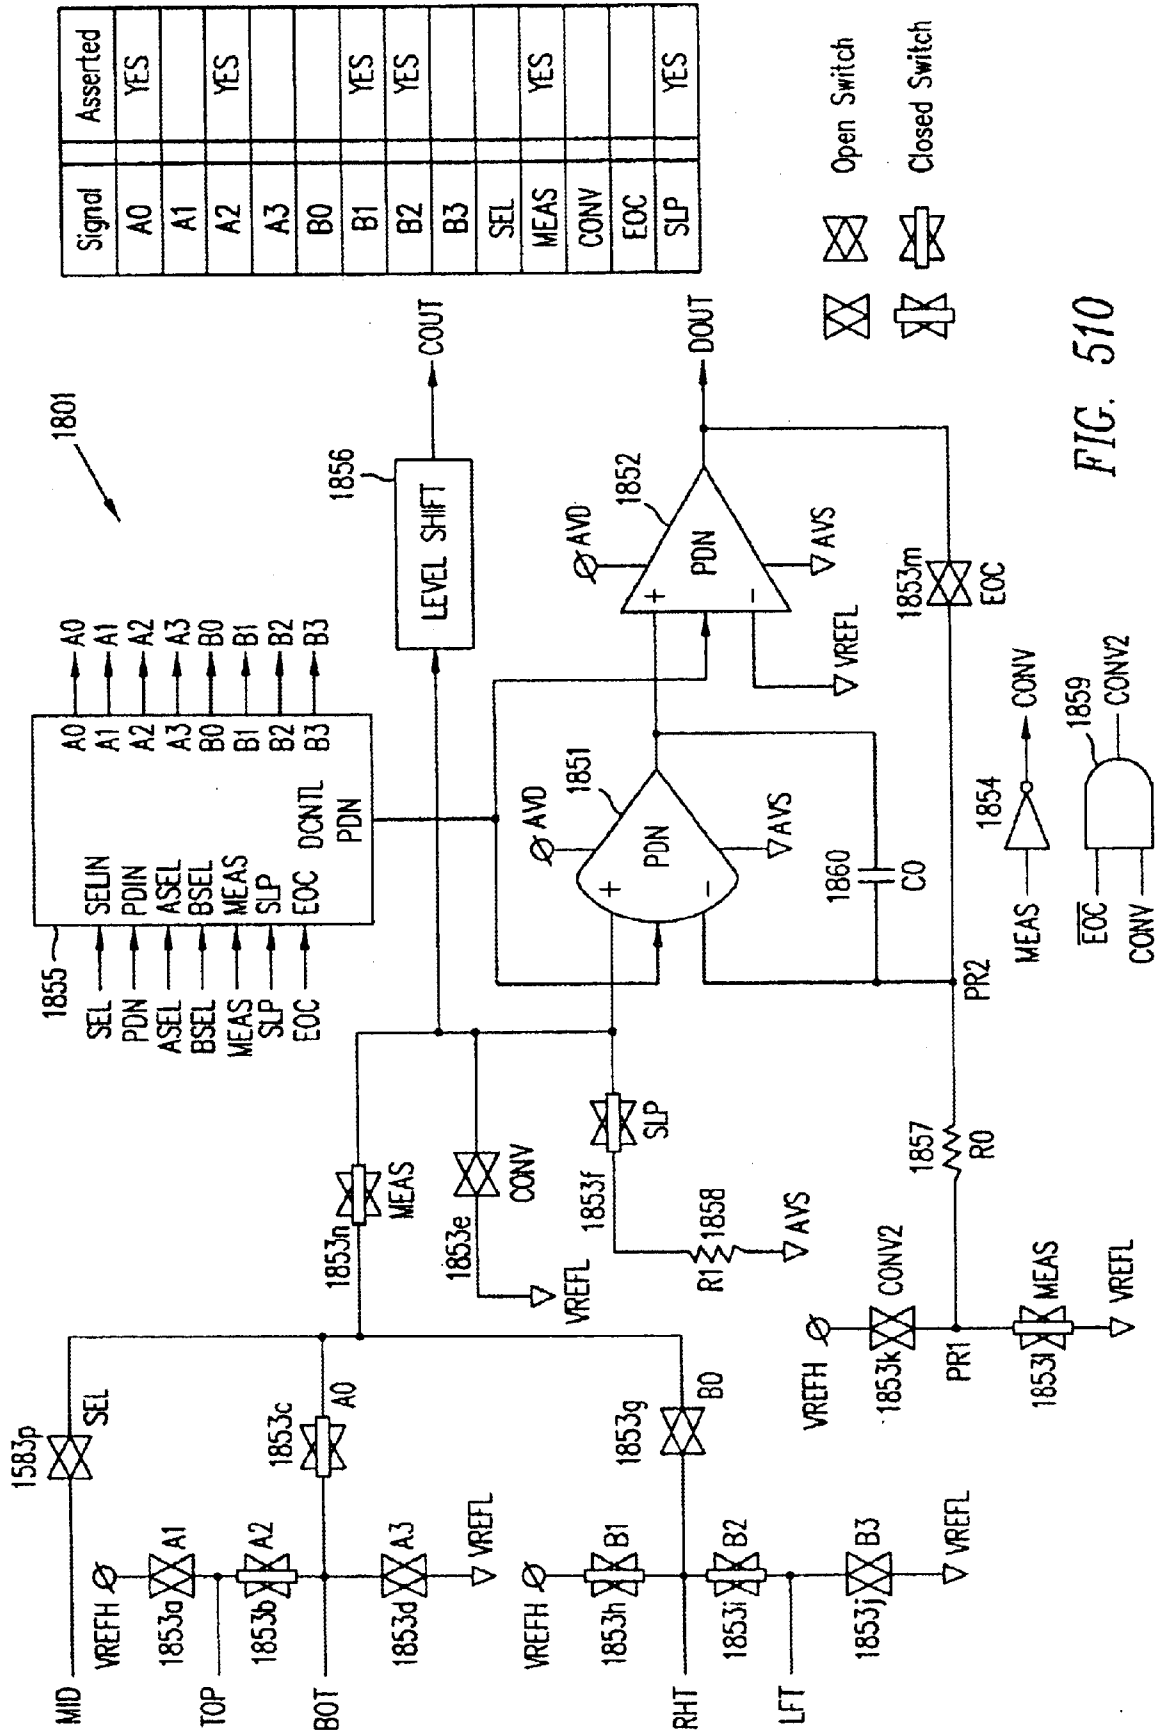 1801
1855
SEL SELIN
PDN PDIN
ASEL ASEL
BSEL BSEL
MEAS MEAS
SLP SLP
EOC EOC
DCNTL
PDN
A0 A0
A1 A1
A2 A2
A3 A3
B0 B0
B1 B1
B2 B2
B3 B3
1856
LEVEL SHIFT
COUT
Signal Asserted
A0 YES
A1
A2 YES
A3
B0
B1 YES
B2 YES
B3
SEL
MEAS YES
CONV
EOC
SLP YES
MID
1583p
SEL
VREFH
1853a
A1
TOP
1853b
A2
BOT
1853c
A0
1853d
A3
VREFL
1853n
MEAS
1853e
CONV
VREFL
1853f
SLP
R1
1858
AVS
VREFH
1853h
B1
RHT
1853g
B0
1853i
B2
LFT
1853j
B3
VREFL
AVD
1851
PDN
+
−
AVS
1860
C0
AVD
1852
PDN
+
−
AVS
VREFL
DOUT
1853m
EOC
VREFH
1853k
CONV2
PR1
1857
R0
PR2
1853l
MEAS
VREFL
MEAS
1854
CONV
E̅O̅C̅
CONV
1859
CONV2
Open Switch
Closed Switch
FIG. 510